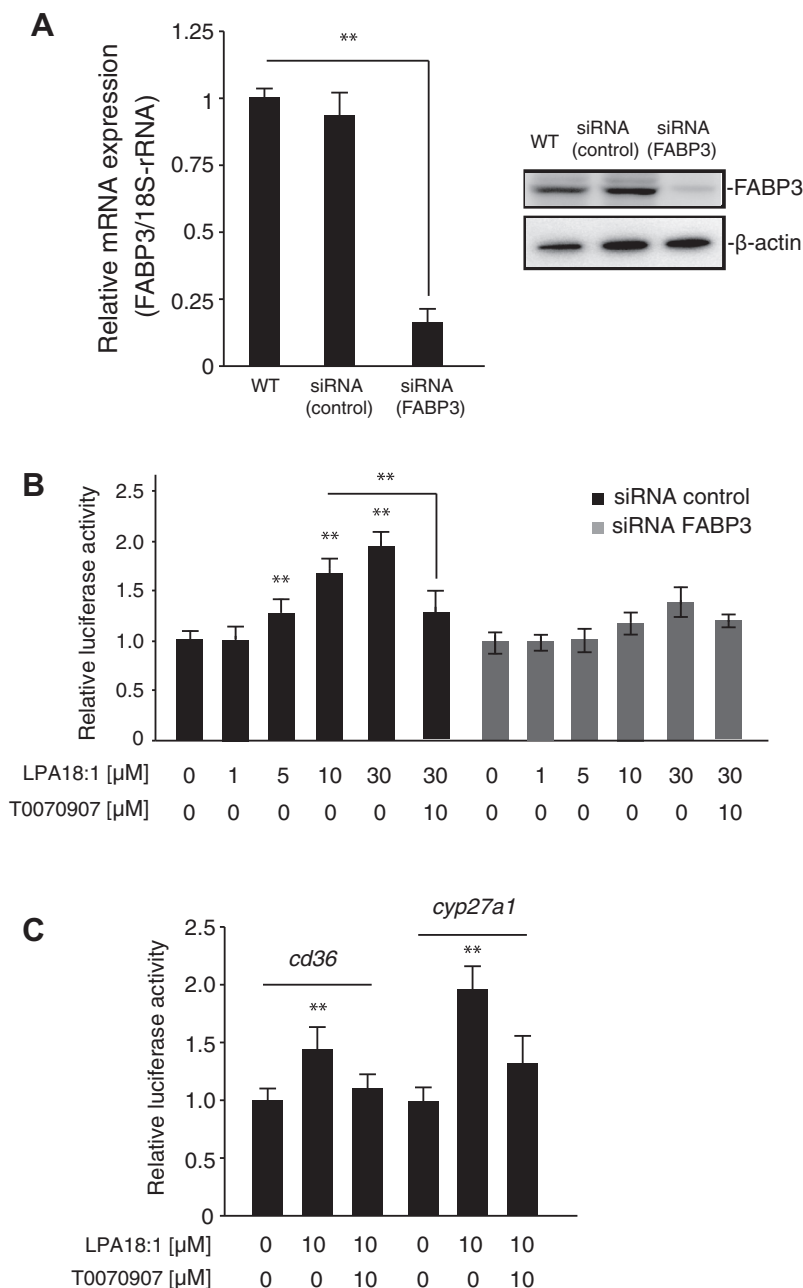 A
Relative mRNA expression
(FABP3/18S-rRNA)
1.25
1
0.75
0.5
0.25
0
**
WT
siRNA
(control)
siRNA
(FABP3)
WT
siRNA
(control)
siRNA
(FABP3)
-FABP3
-β-actin
B
Relative luciferase activity
2.5
2.0
1.5
1.0
0.5
0
** ** ** **
siRNA control
siRNA FABP3
LPA18:1 [µM] 0 1 5 10 30 30 0 1 5 10 30 30
T0070907 [µM] 0 0 0 0 0 10 0 0 0 0 0 10
C
Relative luciferase activity
2.5
2.0
1.5
1.0
0.5
0
cd36
**
cyp27a1
**
LPA18:1 [µM] 0 10 10 0 10 10
T0070907 [µM] 0 0 10 0 0 10